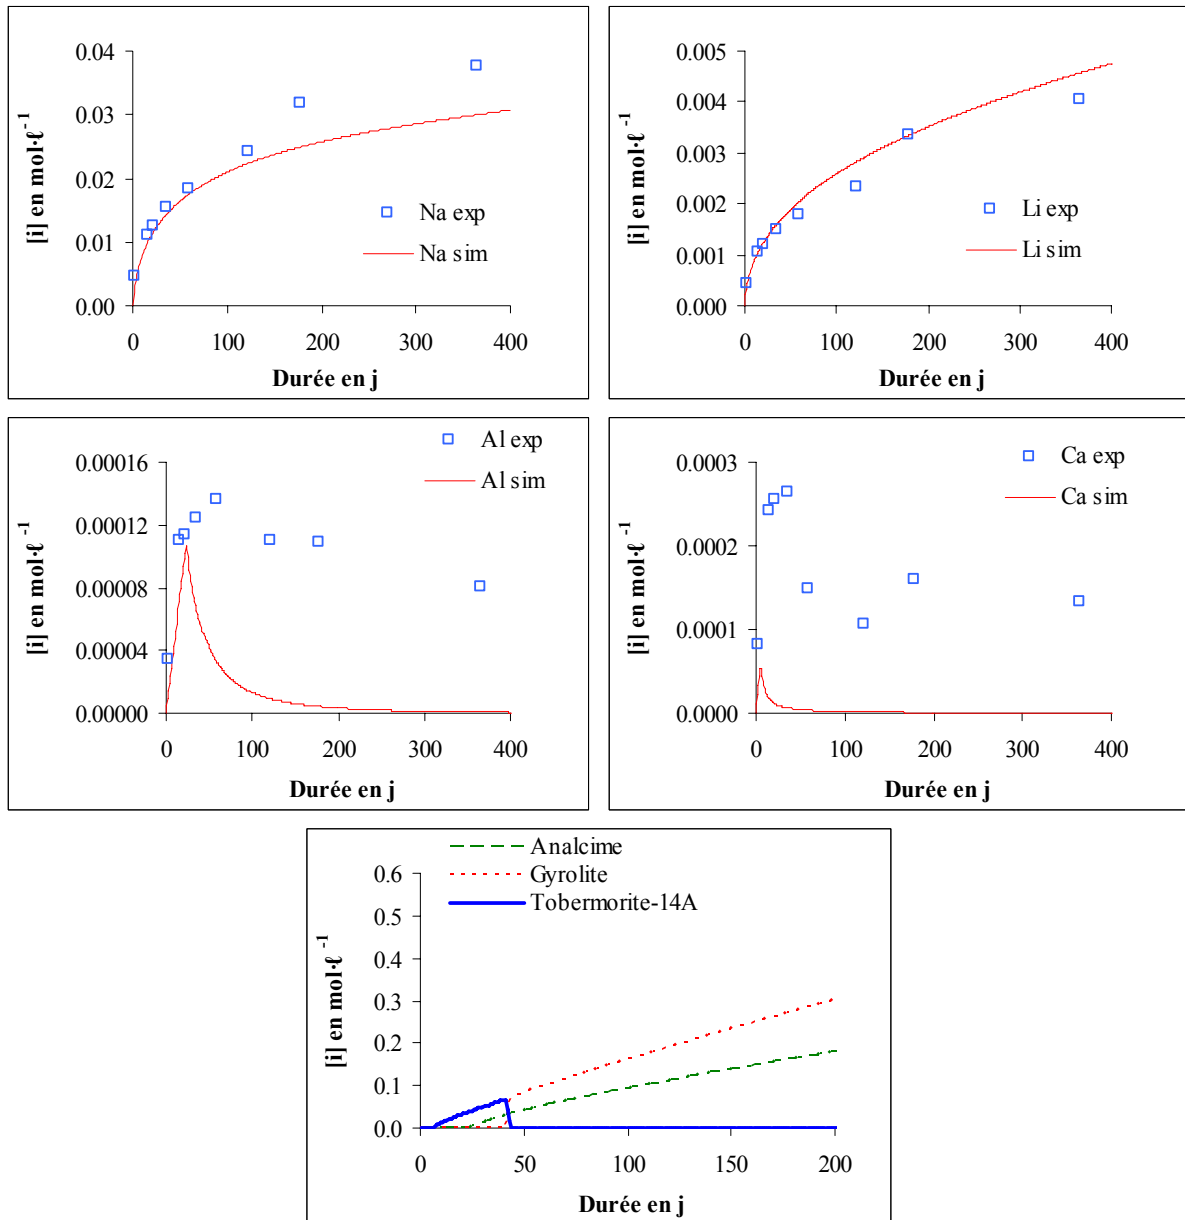 [i] en mol·ℓ⁻¹
0.04
0.03
0.02
0.01
0.00
0 100 200 300 400
Durée en j
Na exp
Na sim
[i] en mol·ℓ⁻¹
0.005
0.004
0.003
0.002
0.001
0.000
0 100 200 300 400
Durée en j
Li exp
Li sim
[i] en mol·ℓ⁻¹
0.00016
0.00012
0.00008
0.00004
0.00000
0 100 200 300 400
Durée en j
Al exp
Al sim
[i] en mol·ℓ⁻¹
0.0003
0.0002
0.0001
0.0000
0 100 200 300 400
Durée en j
Ca exp
Ca sim
Analcime
Gyrolite
Tobermorite-14A
[i] en mol·ℓ⁻¹
0.6
0.5
0.4
0.3
0.2
0.1
0.0
0 50 100 150 200
Durée en j